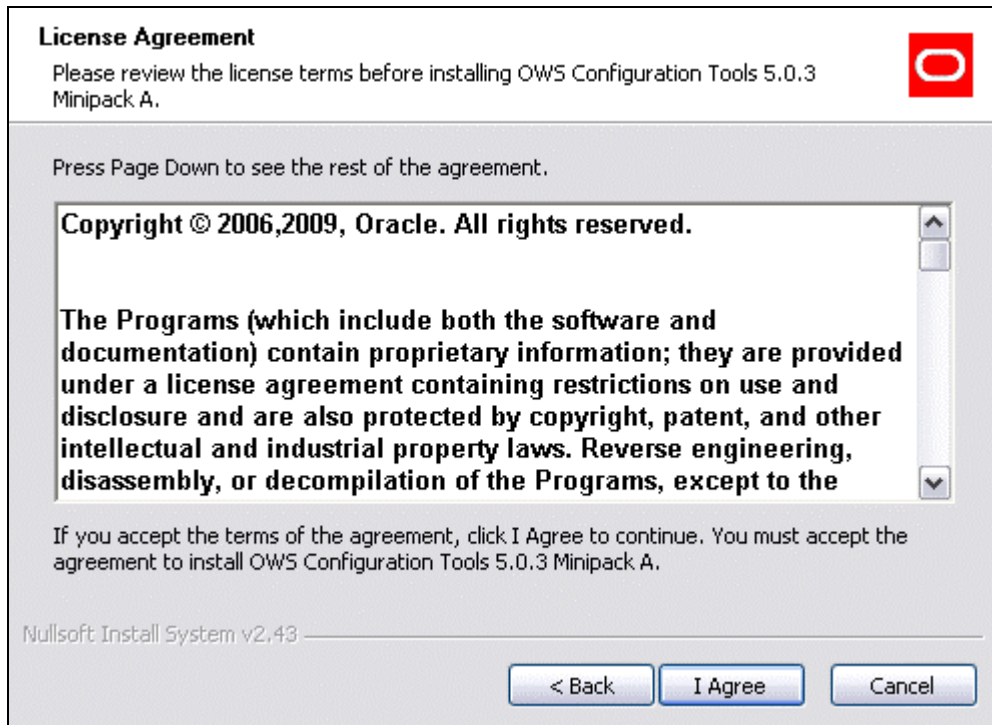 License Agreement
Please review the license terms before installing OWS Configuration Tools 5.0.3
Minipack A.
Press Page Down to see the rest of the agreement.
Copyright © 2006,2009, Oracle. All rights reserved.
The Programs (which include both the software and
documentation) contain proprietary information; they are provided
under a license agreement containing restrictions on use and
disclosure and are also protected by copyright, patent, and other
intellectual and industrial property laws. Reverse engineering,
disassembly, or decompilation of the Programs, except to the
If you accept the terms of the agreement, click I Agree to continue. You must accept the
agreement to install OWS Configuration Tools 5.0.3 Minipack A.
Nullsoft Install System v2.43
< Back
I Agree
Cancel